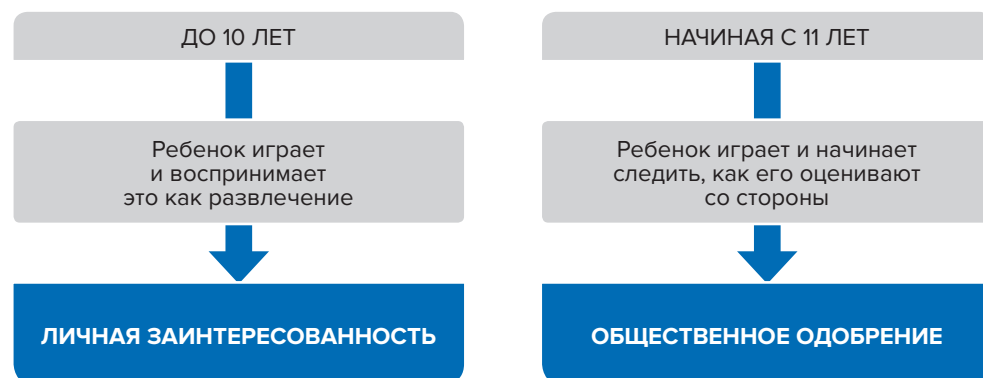 ДО 10 ЛЕТ
Ребенок играет
и воспринимает
это как развлечение
ЛИЧНАЯ ЗАИНТЕРЕСОВАННОСТЬ
НАЧИНАЯ С 11 ЛЕТ
Ребенок играет и начинает
следить, как его оценивают
со стороны
ОБЩЕСТВЕННОЕ ОДОБРЕНИЕ